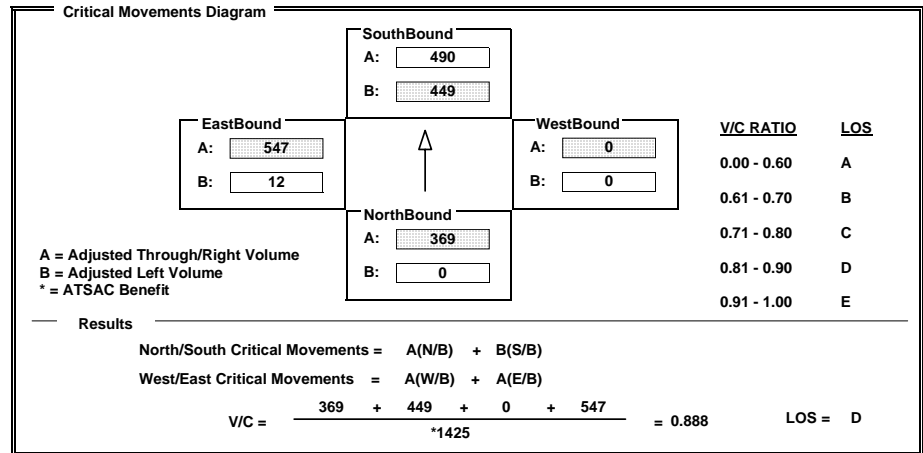 Critical Movements Diagram
SouthBound
A: 490
B: 449
EastBound
A: 547
B: 12
WestBound
A: 0
B: 0
NorthBound
A: 369
B: 0
V/C RATIO LOS
0.00 - 0.60 A
0.61 - 0.70 B
0.71 - 0.80 C
0.81 - 0.90 D
0.91 - 1.00 E
A = Adjusted Through/Right Volume
B = Adjusted Left Volume
* = ATSAC Benefit
Results
North/South Critical Movements = A(N/B) + B(S/B)
West/East Critical Movements = A(W/B) + A(E/B)
V/C = 369 + 449 + 0 + 547 = 0.888 LOS = D
*1425